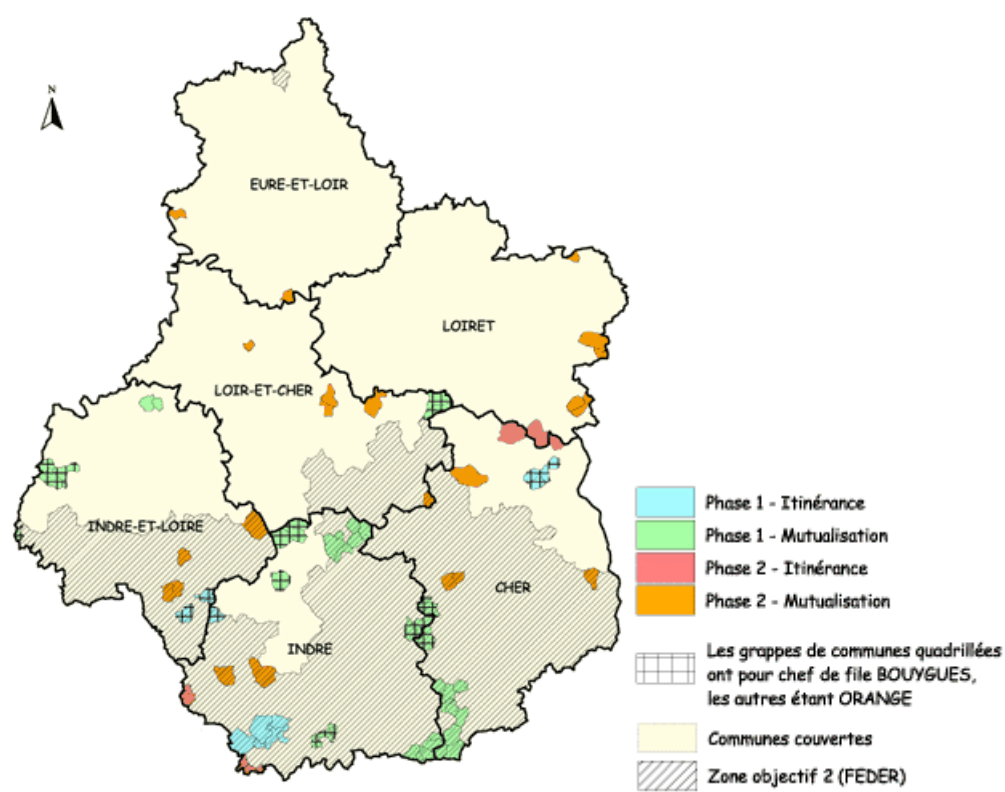 N
EURE-ET-LOIR
LOIRET
LOIR-ET-CHER
INDRE-ET-LOIRE
CHER
INDRE
Phase 1 - Itinérance
Phase 1 - Mutualisation
Phase 2 - Itinérance
Phase 2 - Mutualisation
Les grappes de communes quadrillées
ont pour chef de file BOUYGUES,
les autres étant ORANGE
Communes couvertes
Zone objectif 2 (FEDER)